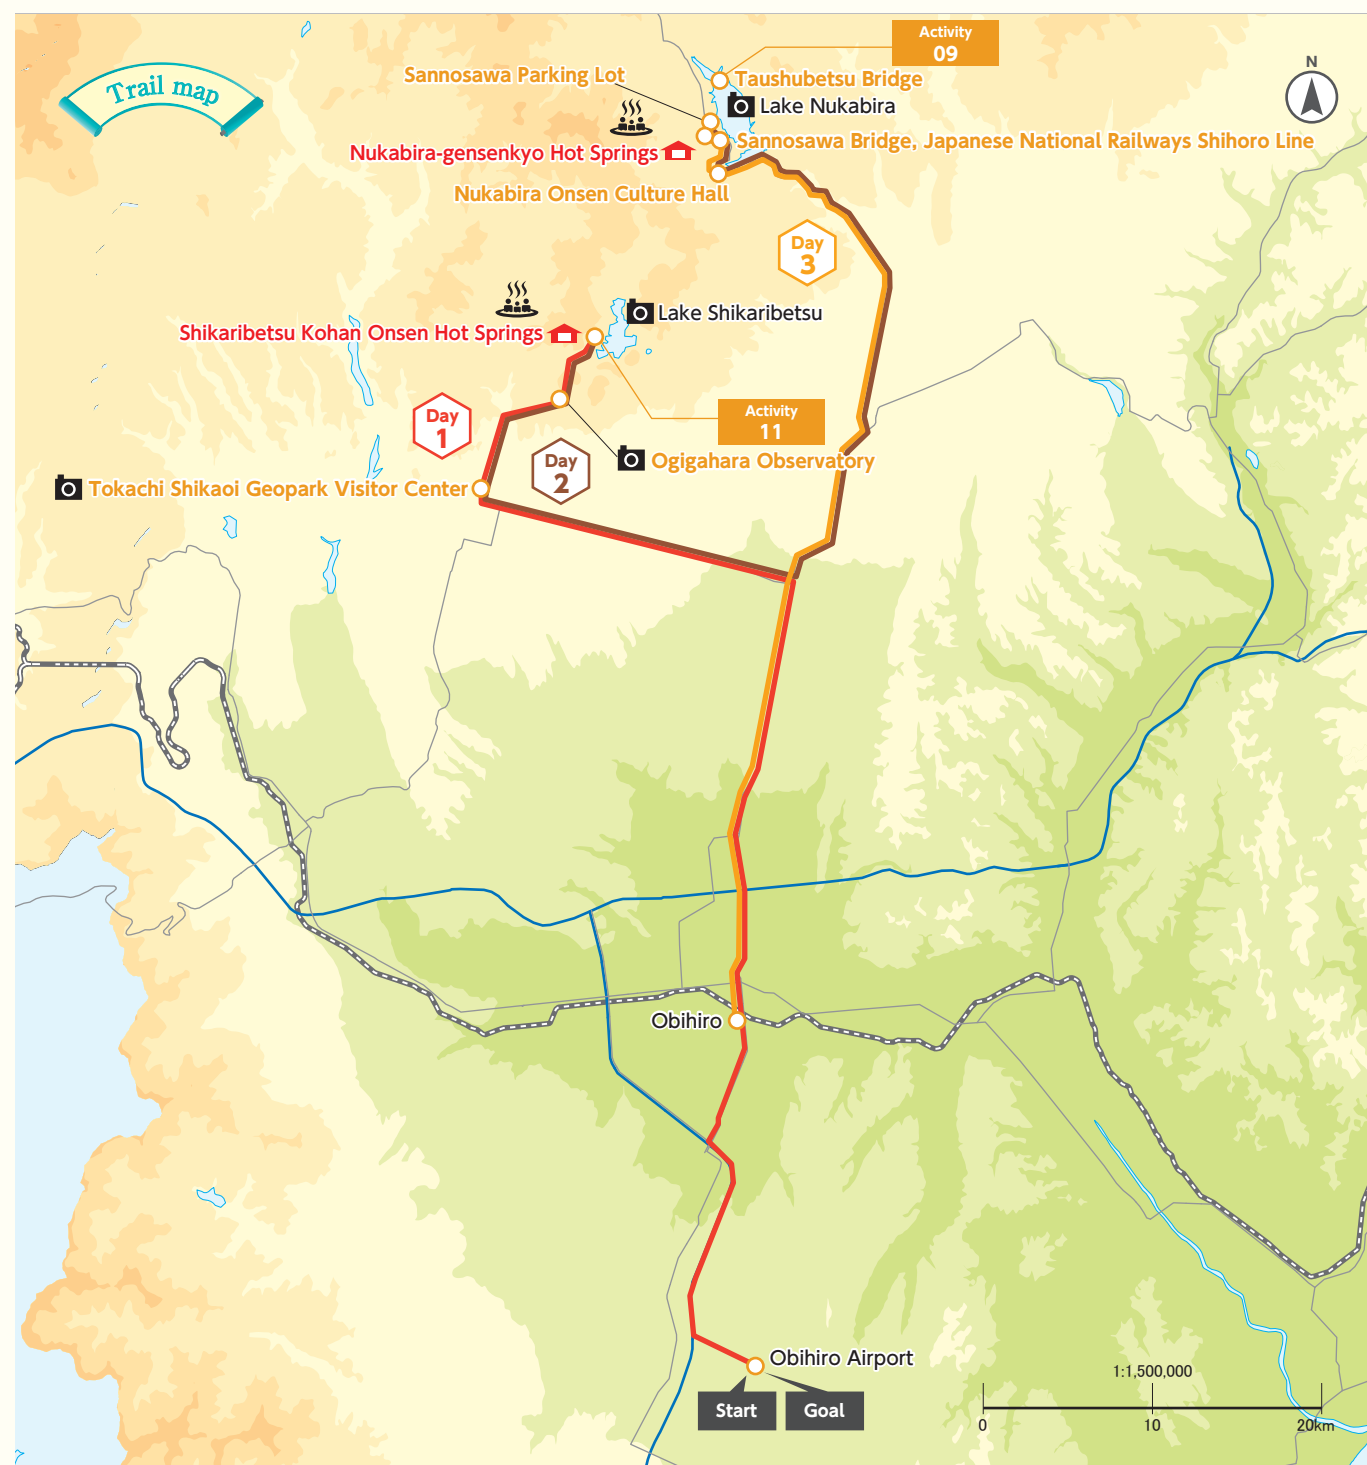 Trail map
Activity
09
N
Sannosawa Parking Lot
Taushubetsu Bridge
Lake Nukabira
Sannosawa Bridge, Japanese National Railways Shihoro Line
Nukabira-gensenkyo Hot Springs
Nukabira Onsen Culture Hall
Day
3
Lake Shikaribetsu
Shikaribetsu Kohan Onsen Hot Springs
Day
1
Activity
11
Day
2
Ogigahara Observatory
Tokachi Shikaoi Geopark Visitor Center
Obihiro
Obihiro Airport
Start
Goal
1:1,500,000
0
10
20km